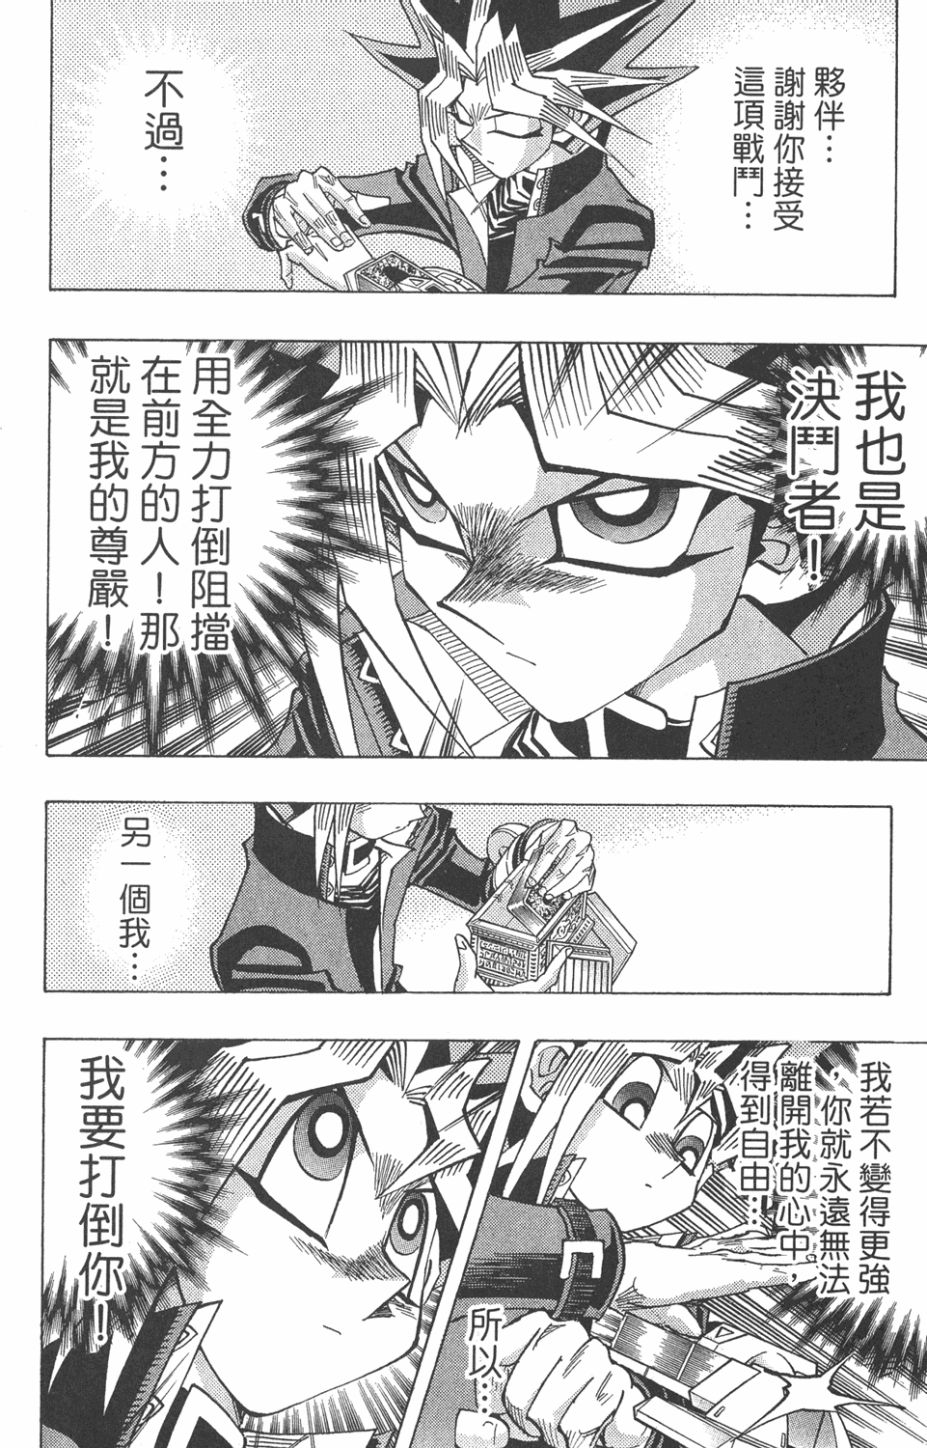 夥伴…
謝謝你接受
這項戰鬥…
不過…
我也是
決鬥者！
用全力打倒阻擋
在前方的人！那
就是我的尊嚴！
另一個我…
我若不變得更強
，你就永遠無法
離開我的心中，
得到自由…
所以…
我要打倒你！